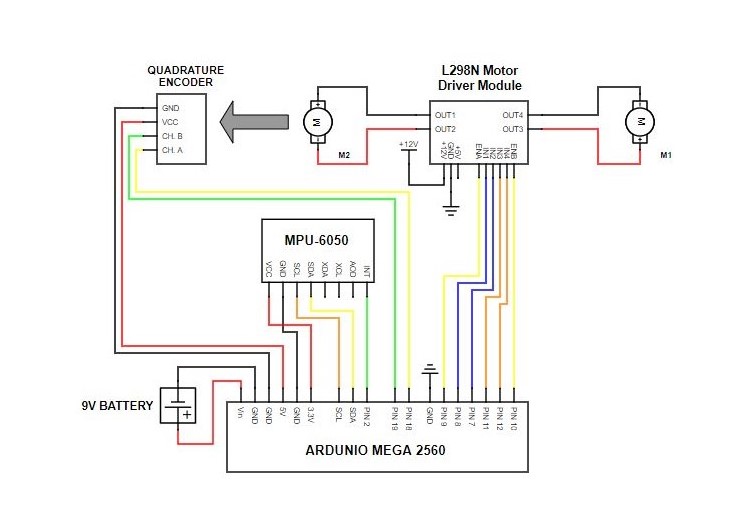 QUADRATURE
ENCODER
GND
VCC
CH. B
CH. A
M
M2
L298N Motor
Driver Module
OUT1
OUT2
OUT4
OUT3
+12V
GND
+5V
ENA
IN1
IN2
IN3
IN4
ENB
+12V
M
M1
MPU-6050
VCC
GND
SCL
SDA
XDA
XCL
AOD
INT
9V BATTERY
Vin
GND
GND
5V
GND
3.3V
SCL
SDA
PIN 2
PIN 19
PIN 18
GND
PIN 9
PIN 8
PIN 7
PIN 11
PIN 12
PIN 10
ARDUNIO MEGA 2560